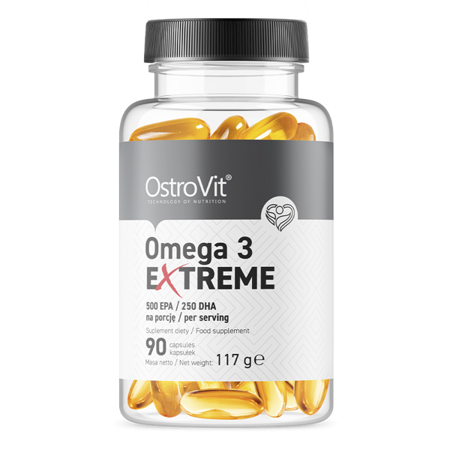 OstroVit®
TECHNOLOGY OF NUTRITION
Omega 3
EXTREME
500 EPA / 250 DHA
na porcję / per serving
Suplement diety / Food supplement
90 capsules
kapsułek
Masa netto / Net weight: 117 g e